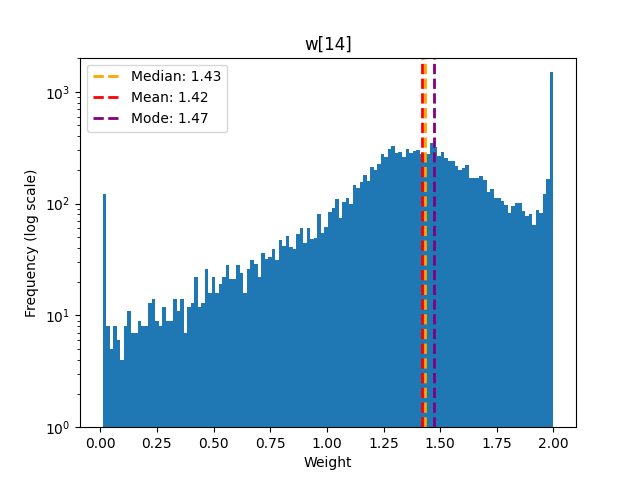 w[14]
Median: 1.43
Mean: 1.42
Mode: 1.47
Frequency (log scale)
10³
10²
10¹
10⁰
0.00 0.25 0.50 0.75 1.00 1.25 1.50 1.75 2.00
Weight